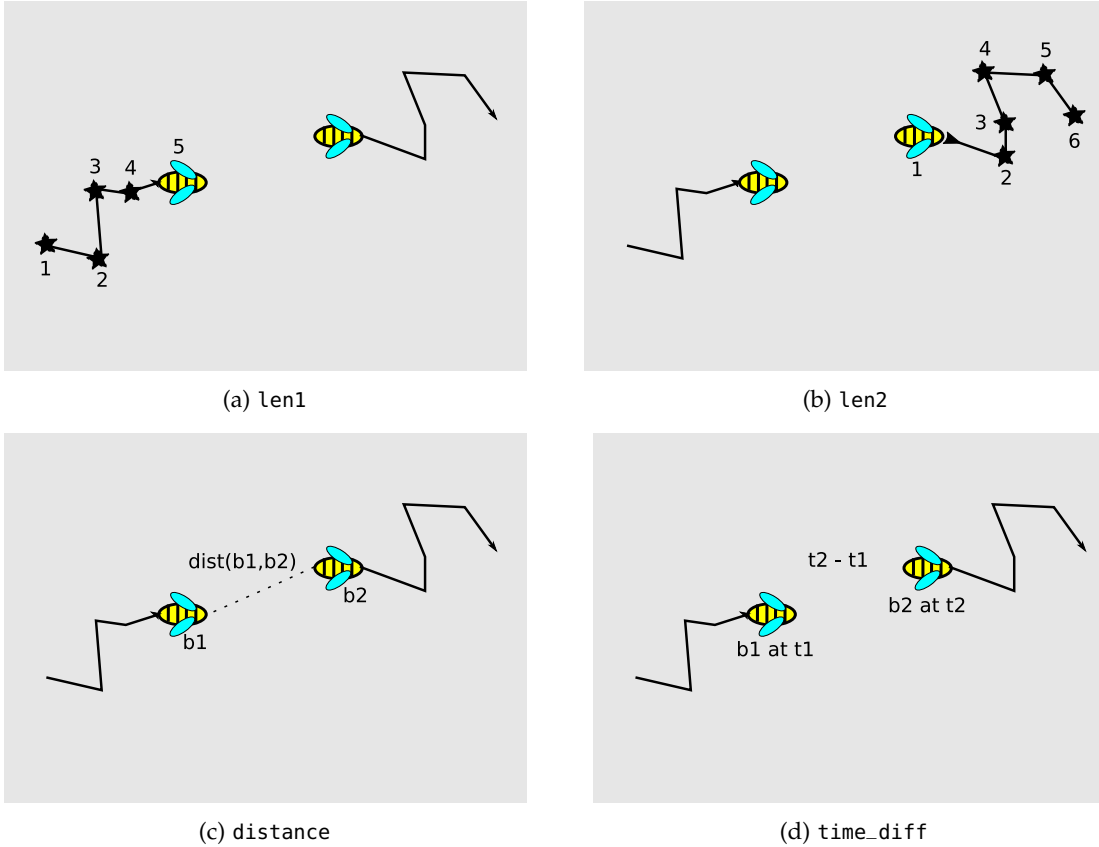 5
3
4
1
2
4
5
3
1
6
2
(a) len1
(b) len2
dist(b1,b2)
b2
b1
t2 - t1
b2 at t2
b1 at t1
(c) distance
(d) time_diff